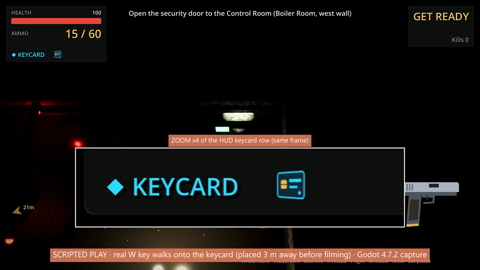 HEALTH 100
AMMO 15 / 60
◆ KEYCARD
Open the security door to the Control Room (Boiler Room, west wall)
GET READY
Kills 0
ZOOM x4 of the HUD keycard row (same frame)
◆ KEYCARD
21m
SCRIPTED PLAY · real W key walks onto the keycard (placed 3 m away before filming) · Godot 4.7.2 capture